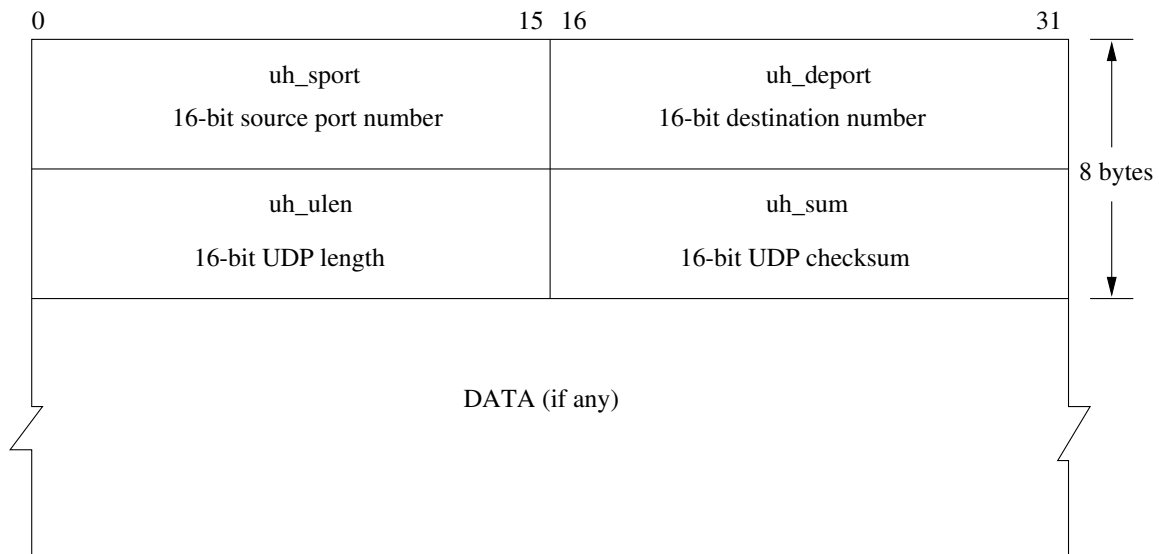 0 15 16 31
uh_sport uh_deport
16-bit source port number 16-bit destination number
8 bytes
uh_ulen uh_sum
16-bit UDP length 16-bit UDP checksum
DATA (if any)